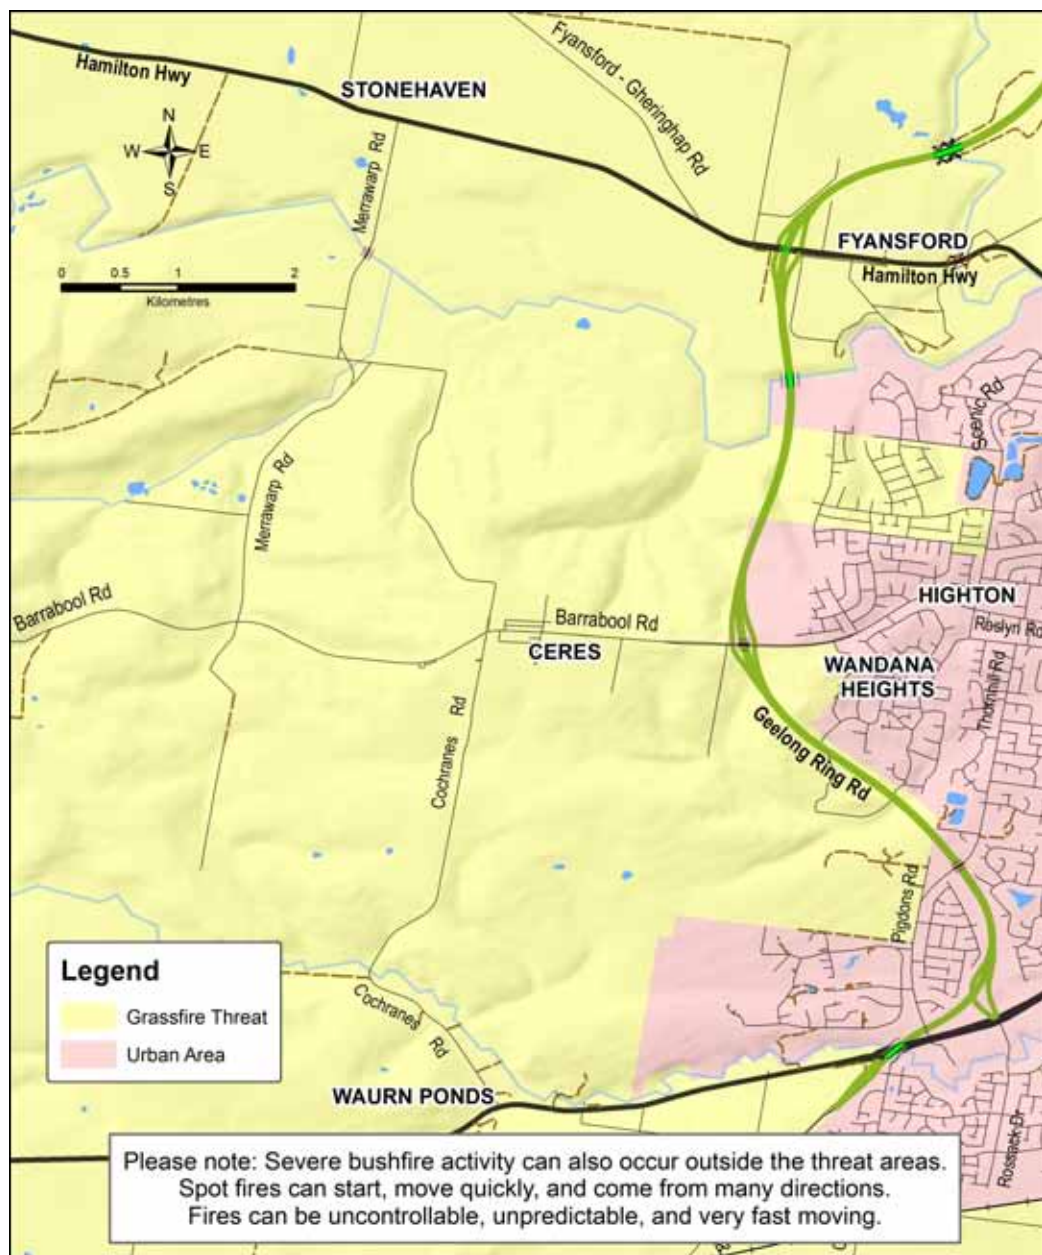 Hamilton Hwy
STONEHAVEN
Fyansford - Gheringhap Rd
N
W E
S
Merrawarp Rd
FYANSFORD
Hamilton Hwy
0 0.5 1 2
Kilometres
Scenic Rd
Merrawarp Rd
Barrabool Rd
HIGHTON
Barrabool Rd
Roslyn Rd
CERES
WANDANA
HEIGHTS
Thornhill Rd
Geelong Ring Rd
Cochranes Rd
Pigdons Rd
Legend
Grassfire Threat
Urban Area
Cochranes Rd
WAURN PONDS
Rossack Dr
Please note: Severe bushfire activity can also occur outside the threat areas.
Spot fires can start, move quickly, and come from many directions.
Fires can be uncontrollable, unpredictable, and very fast moving.